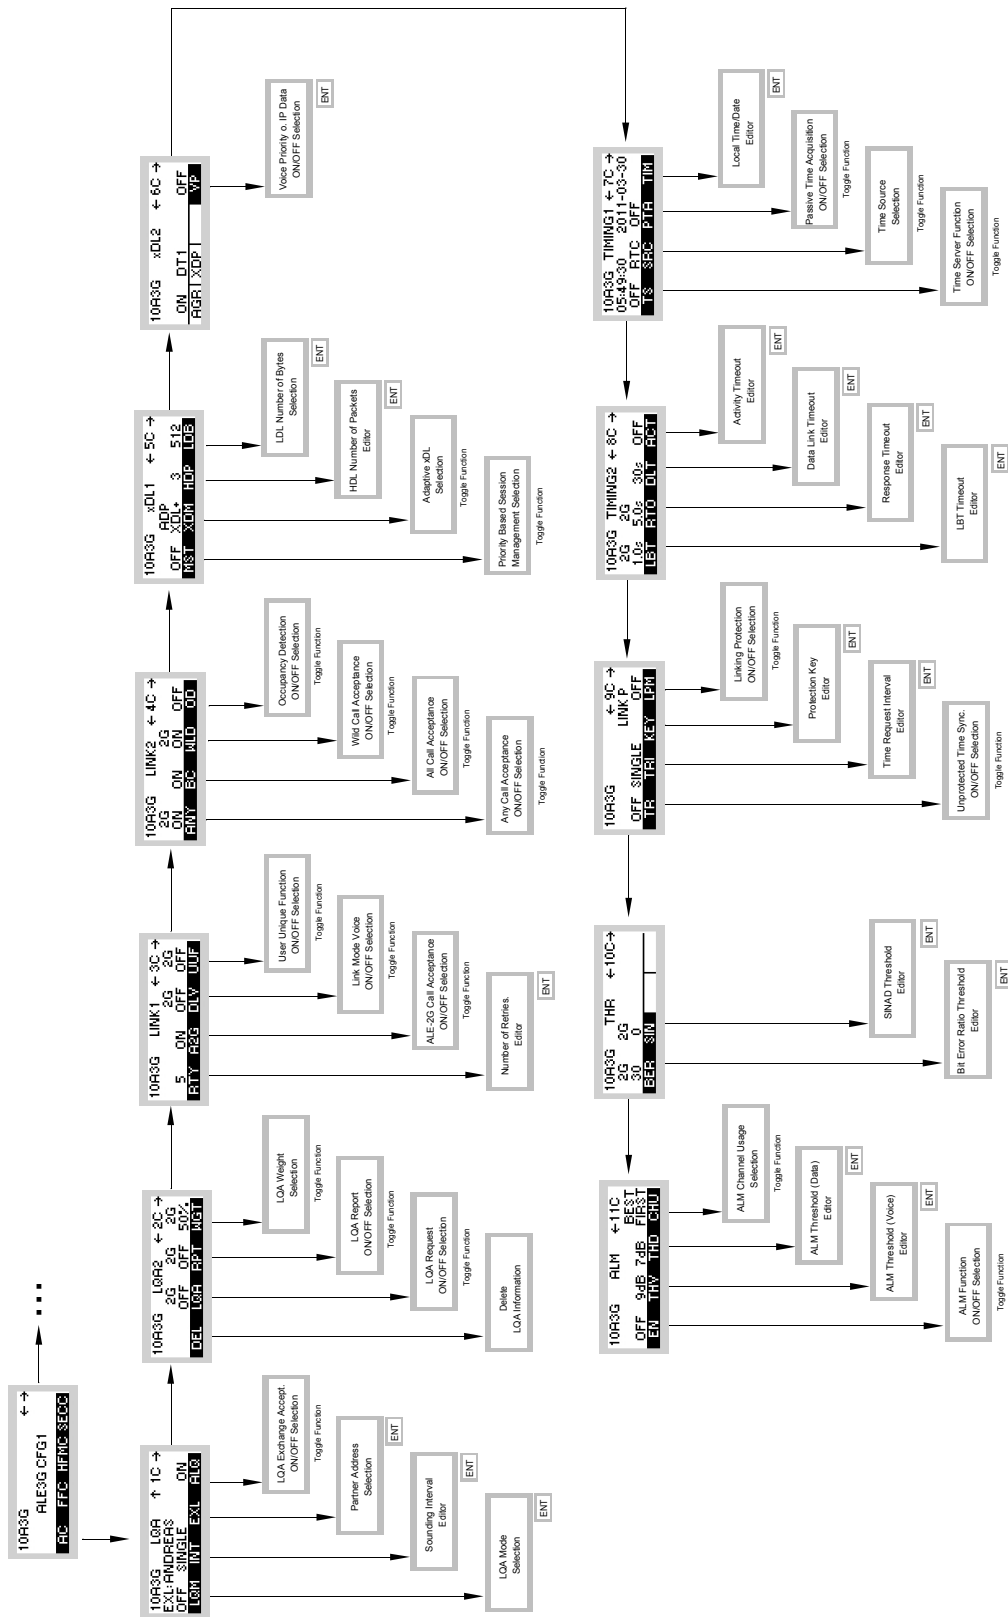 10A3G ← →
ALE3G CFG1
AC FFC HFMC SECC
...
10A3G LQA ↑ 1C →
EXL:ANDREAS
OFF SINGLE ON
LQM INT EXL ALQ
LQA Exchange Accept.
ON/OFF Selection
Toggle Function
Partner Address
Selection
ENT
Sounding Interval
Editor
ENT
LQA Mode
Selection
ENT
10A3G LQA2 ← 2C →
2G 2G 2G
OFF OFF 50%
DEL LQA RPT WGT
LQA Weight
Selection
Toggle Function
LQA Report
ON/OFF Selection
Toggle Function
LQA Request
ON/OFF Selection
Toggle Function
Delete
LQA Information
10A3G LINK1 ← 3C →
2G 2G
5 ON OFF OFF
RTY A2G DLV UUF
User Unique Function
ON/OFF Selection
Toggle Function
Link Mode Voice
ON/OFF Selection
Toggle Function
ALE-2G Call Acceptance
ON/OFF Selection
Toggle Function
Number of Retries.
Editor
ENT
10A3G LINK2 ← 4C →
2G 2G
ON ON ON OFF
ANY BC WLD OD
Occupancy Detection
ON/OFF Selection
Toggle Function
Wild Call Acceptance
ON/OFF Selection
Toggle Function
All Call Acceptance
ON/OFF Selection
Toggle Function
Any Call Acceptance
ON/OFF Selection
Toggle Function
10A3G xDL1 ← 5C →
ADP
OFF XDL+ 3 512
MST XDM HDP LDB
LDL Number of Bytes
Selection
ENT
HDL Number of Packets
Editor
ENT
Adaptive xDL
Selection
Toggle Function
Priority Based Session
Management Selection
Toggle Function
10A3G xDL2 ← 6C →
ON DT1 OFF
AGR XDP VP
Voice Priority o. IP Data
ON/OFF Selection
ENT
10A3G TIMING1 ← 7C →
05:49:30 2011-03-30
OFF RTC OFF
TS SRC PTA TIM
Local Time/Date
Editor
ENT
Passive Time Acquisition
ON/OFF Selection
Toggle Function
Time Source
Selection
Toggle Function
Time Server Function
ON/OFF Selection
Toggle Function
10A3G TIMING2 ← 8C →
2G 2G
1.0s 5.0s 30s OFF
LBT RTO DLT ACT
Activity Timeout
Editor
ENT
Data Link Timeout
Editor
ENT
Response Timeout
Editor
ENT
LBT Timeout
Editor
ENT
10A3G ← 9C →
LINK P
OFF SINGLE OFF
TR TRI KEY LPM
Linking Protection
ON/OFF Selection
Toggle Function
Protection Key
Editor
ENT
Time Request Interval
Editor
ENT
Unprotected Time Sync.
ON/OFF Selection
Toggle Function
10A3G THR ←10C→
2G 2G
30 0
BER SIN
SINAD Threshold
Editor
ENT
Bit Error Ratio Threshold
Editor
ENT
10A3G ALM ←11C
BEST
OFF 9dB 7dB FIRST
EN THV THD CHU
ALM Channel Usage
Selection
Toggle Function
ALM Threshold (Data)
Editor
ENT
ALM Threshold (Voice)
Editor
ENT
ALM Function
ON/OFF Selection
Toggle Function